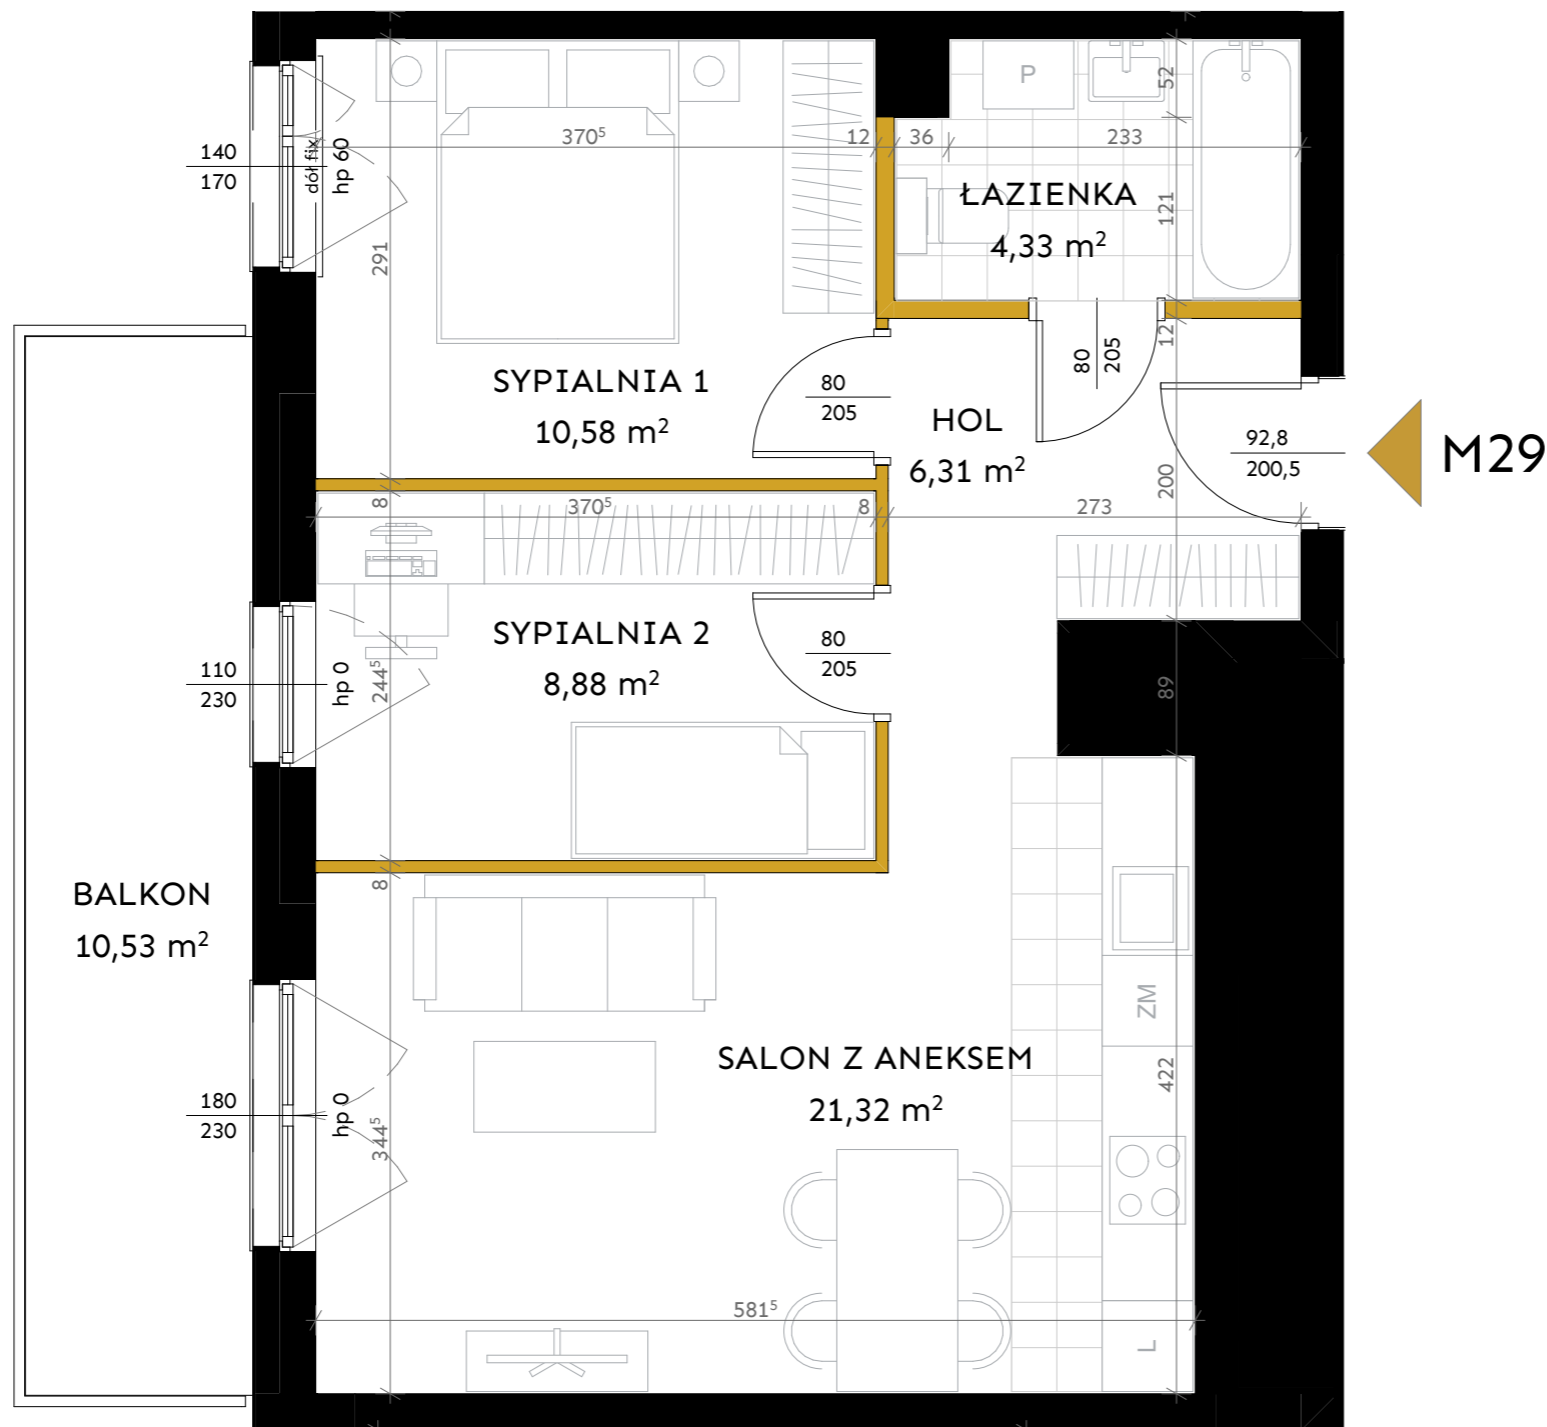 P
52
370⁵
12
36
233
140
170
dół fix
hp 60
ŁAZIENKA
4,33 m²
121
291
12
80
205
SYPIALNIA 1
10,58 m²
80
205
HOL
6,31 m²
92,8
200,5
M29
200
8
370⁵
8
273
SYPIALNIA 2
8,88 m²
80
205
110
230
hp 0
244⁵
89
8
BALKON
10,53 m²
ZM
SALON Z ANEKSEM
21,32 m²
422
180
230
hp 0
344⁵
581⁵
L